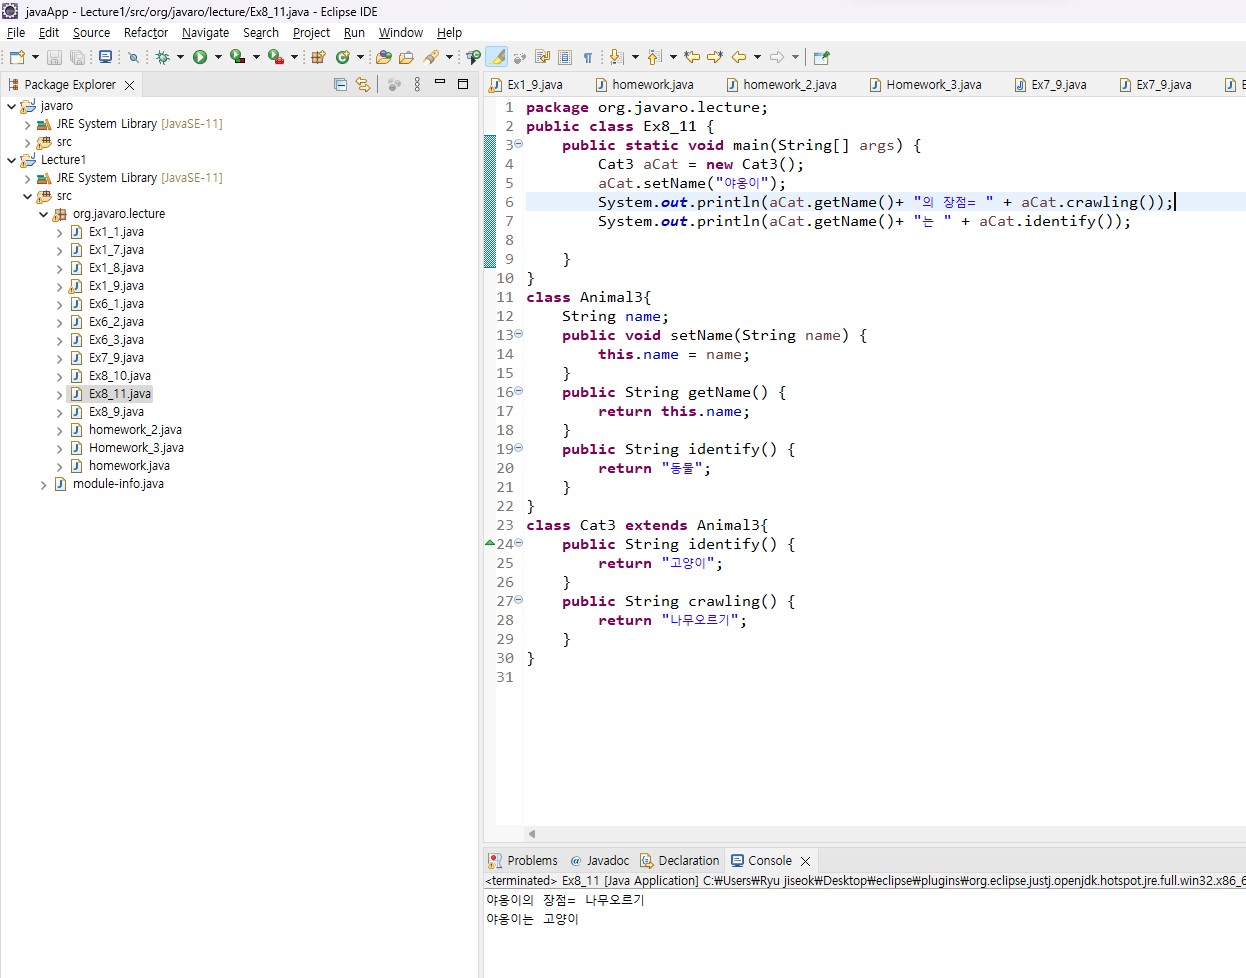 javaApp - Lecture1/src/org/javaro/lecture/Ex8_11.java - Eclipse IDE
File Edit Source Refactor Navigate Search Project Run Window Help
Package Explorer
javaro
JRE System Library [JavaSE-11]
src
Lecture1
JRE System Library [JavaSE-11]
src
org.javaro.lecture
Ex1_1.java
Ex1_7.java
Ex1_8.java
Ex1_9.java
Ex6_1.java
Ex6_2.java
Ex6_3.java
Ex7_9.java
Ex8_10.java
Ex8_11.java
Ex8_9.java
homework_2.java
Homework_3.java
homework.java
module-info.java
Ex1_9.java homework.java homework_2.java Homework_3.java Ex7_9.java Ex7_9.java E
1 package org.javaro.lecture;
2 public class Ex8_11 {
3 public static void main(String[] args) {
4 Cat3 aCat = new Cat3();
5 aCat.setName("야옹이");
6 System.out.println(aCat.getName()+ "의 장점= " + aCat.crawling());
7 System.out.println(aCat.getName()+ "는 " + aCat.identify());
8
9 }
10 }
11 class Animal3{
12 String name;
13 public void setName(String name) {
14 this.name = name;
15 }
16 public String getName() {
17 return this.name;
18 }
19 public String identify() {
20 return "동물";
21 }
22 }
23 class Cat3 extends Animal3{
24 public String identify() {
25 return "고양이";
26 }
27 public String crawling() {
28 return "나무오르기";
29 }
30 }
31
Problems @ Javadoc Declaration Console
<terminated> Ex8_11 [Java Application] C:₩Users₩Ryu jiseok₩Desktop₩eclipse₩plugins₩org.eclipse.justj.openjdk.hotspot.jre.full.win32.x86_6
야옹이의 장점= 나무오르기
야옹이는 고양이